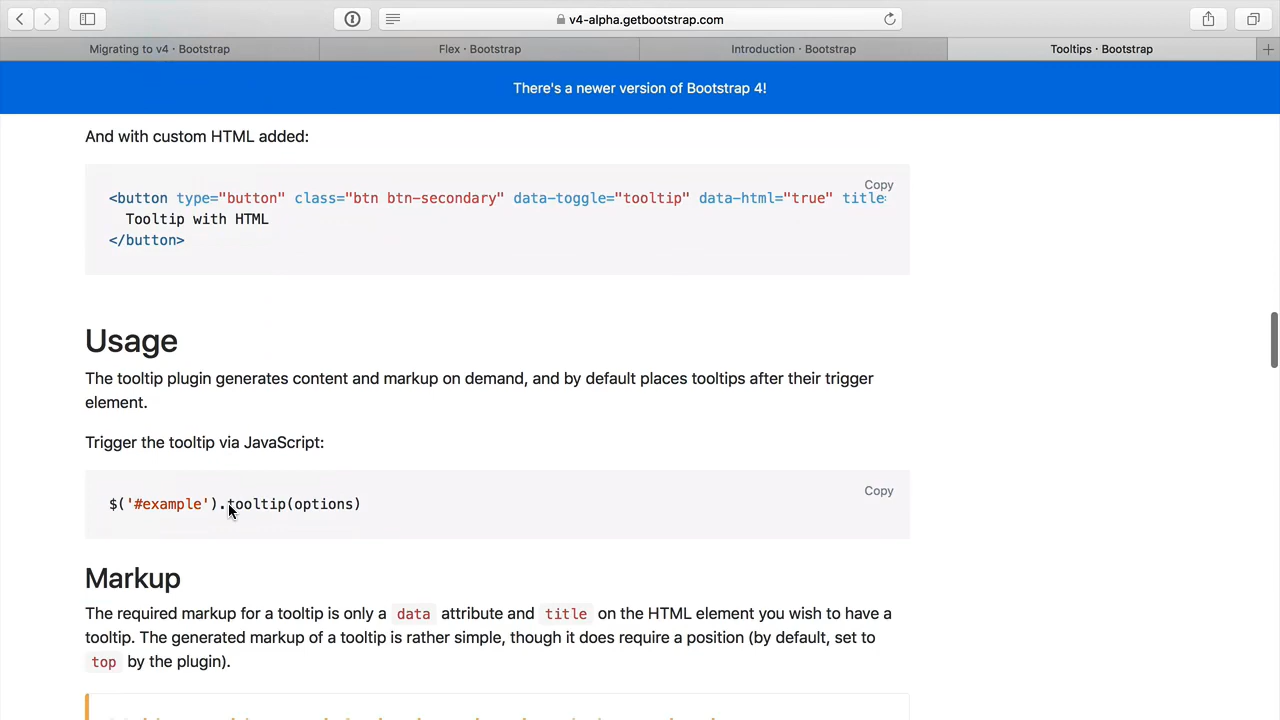 v4-alpha.getbootstrap.com
Migrating to v4 · Bootstrap
Flex · Bootstrap
Introduction · Bootstrap
Tooltips · Bootstrap
There's a newer version of Bootstrap 4!
And with custom HTML added:
Copy
<button type="button" class="btn btn-secondary" data-toggle="tooltip" data-html="true" title
Tooltip with HTML
</button>
Usage
The tooltip plugin generates content and markup on demand, and by default places tooltips after their trigger
element.
Trigger the tooltip via JavaScript:
Copy
$('#example').tooltip(options)
Markup
The required markup for a tooltip is only a data attribute and title on the HTML element you wish to have a
tooltip. The generated markup of a tooltip is rather simple, though it does require a position (by default, set to
top by the plugin).